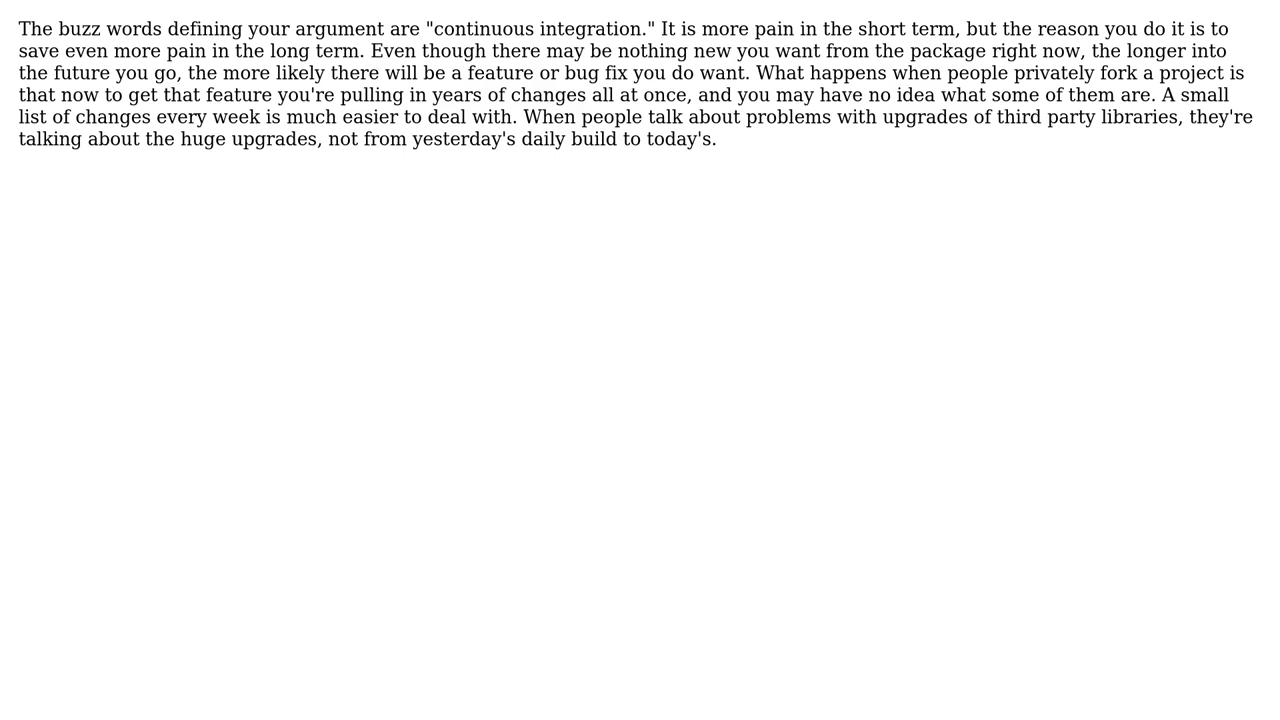 The buzz words defining your argument are "continuous integration." It is more pain in the short term, but the reason you do it is to
save even more pain in the long term. Even though there may be nothing new you want from the package right now, the longer into
the future you go, the more likely there will be a feature or bug fix you do want. What happens when people privately fork a project is
that now to get that feature you're pulling in years of changes all at once, and you may have no idea what some of them are. A small
list of changes every week is much easier to deal with. When people talk about problems with upgrades of third party libraries, they're
talking about the huge upgrades, not from yesterday's daily build to today's.